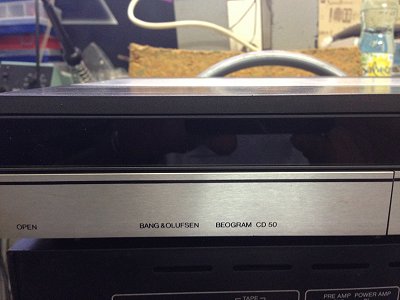 OPEN BANG & OLUFSEN BEOGRAM CD 50
TAPE
PRE AMP POWER AMP